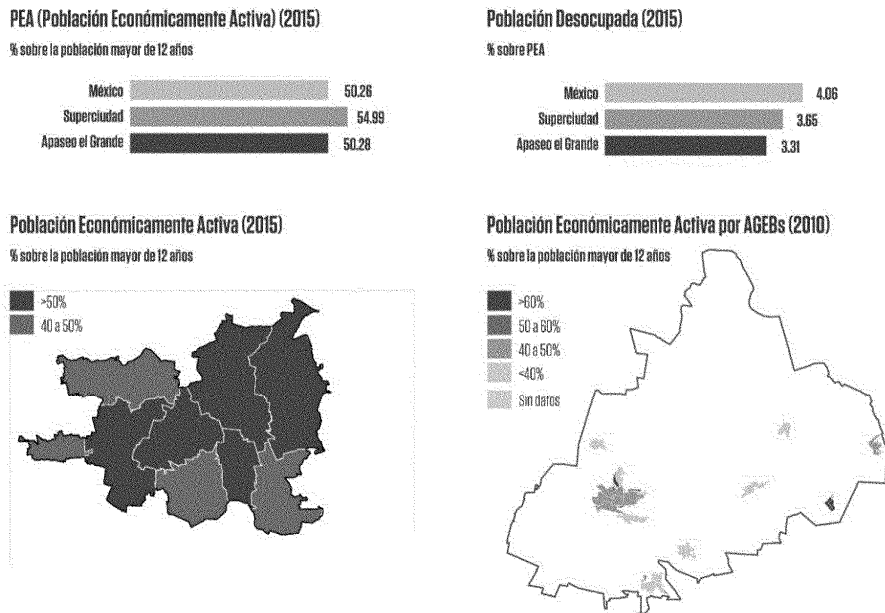 PEA (Población Económicamente Activa) (2015)
% sobre la población mayor de 12 años
México 50.26
Superciudad 54.99
Apaseo el Grande 50.28
Población Desocupada (2015)
% sobre PEA
México 4.06
Superciudad 3.65
Apaseo el Grande 3.31
Población Económicamente Activa (2015)
% sobre la población mayor de 12 años
>50%
40 a 50%
Población Económicamente Activa por AGEBs (2010)
% sobre la población mayor de 12 años
>60%
50 a 60%
40 a 50%
<40%
Sin datos